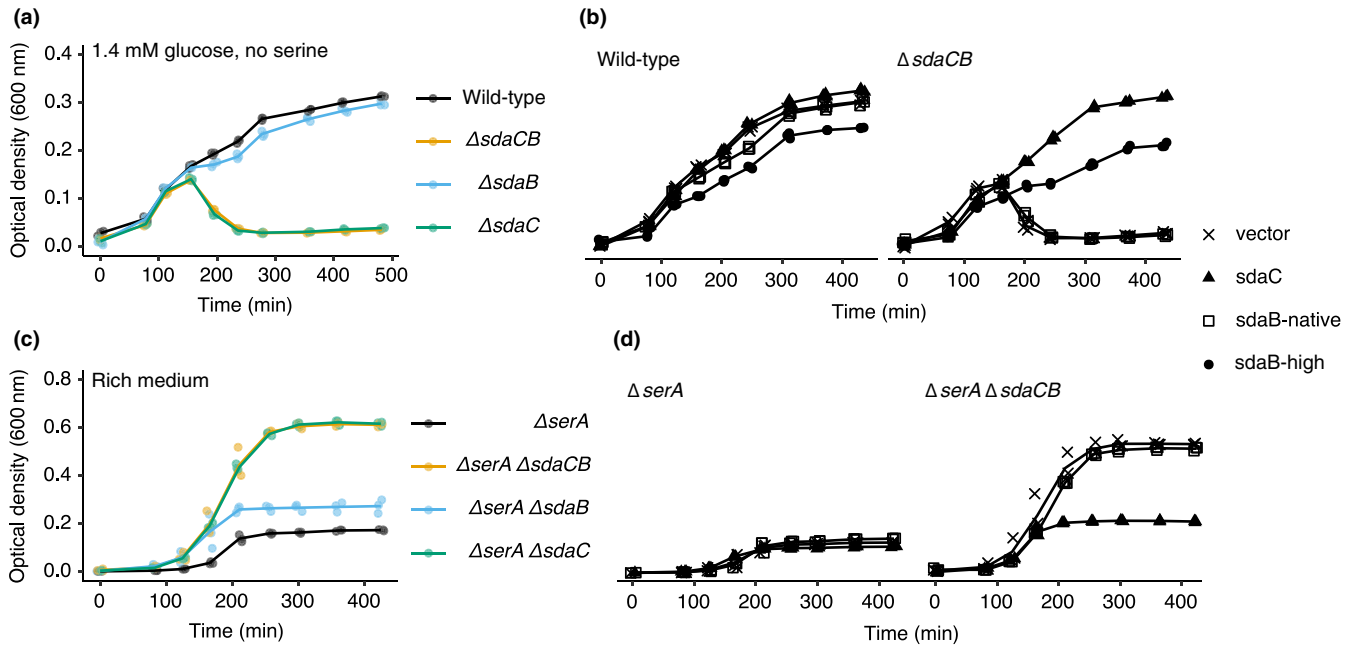 (a)
1.4 mM glucose, no serine
Optical density (600 nm)
0.4
0.3
0.2
0.1
0.0
0 100 200 300 400 500
Time (min)
Wild-type
ΔsdaCB
ΔsdaB
ΔsdaC
(b)
Wild-type
Δ sdaCB
0 100 200 300 400
0 100 200 300 400
Time (min)
vector
sdaC
sdaB-native
sdaB-high
(c)
Rich medium
Optical density (600 nm)
0.8
0.6
0.4
0.2
0.0
0 100 200 300 400
Time (min)
ΔserA
ΔserA ΔsdaCB
ΔserA ΔsdaB
ΔserA ΔsdaC
(d)
Δ serA
Δ serA Δ sdaCB
0 100 200 300 400
0 100 200 300 400
Time (min)